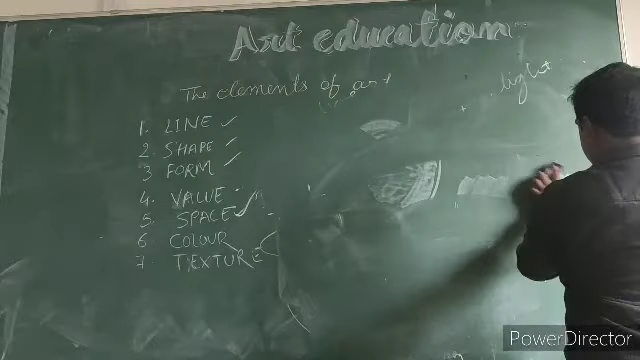 Art education
The elements of art
light
1. LINE
2. SHAPE
3 FORM
4. VALUE
5. SPACE
6 COLOUR
7 TEXTURE
PowerDirector